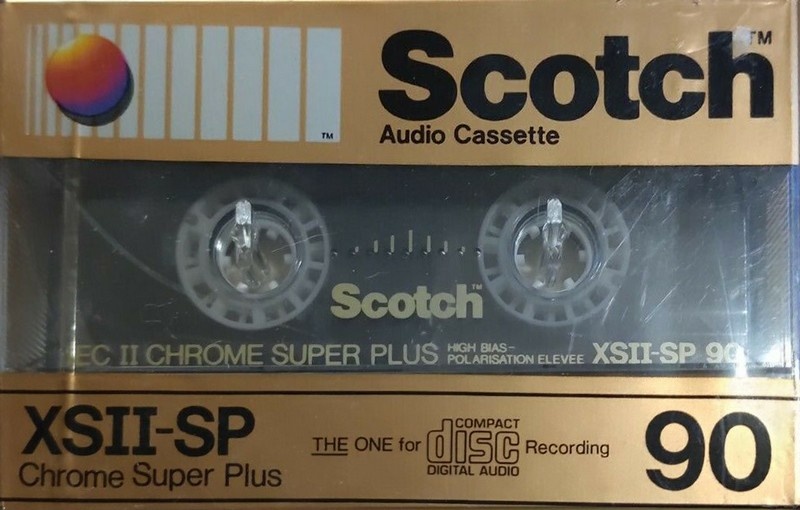 Scotch™
™
Audio Cassette
Scotch™
EC II CHROME SUPER PLUS HIGH BIAS– POLARISATION ELEVEE XSII-SP 90
XSII-SP
Chrome Super Plus
THE ONE for COMPACT disc DIGITAL AUDIO Recording
90